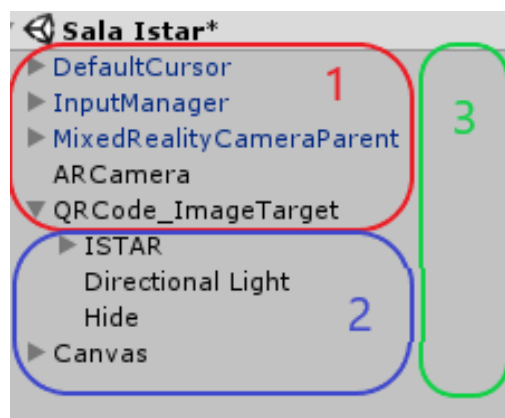 Sala Istar*
DefaultCursor
1
InputManager
3
MixedRealityCameraParent
ARCamera
QRCode_ImageTarget
ISTAR
Directional Light
Hide
2
Canvas